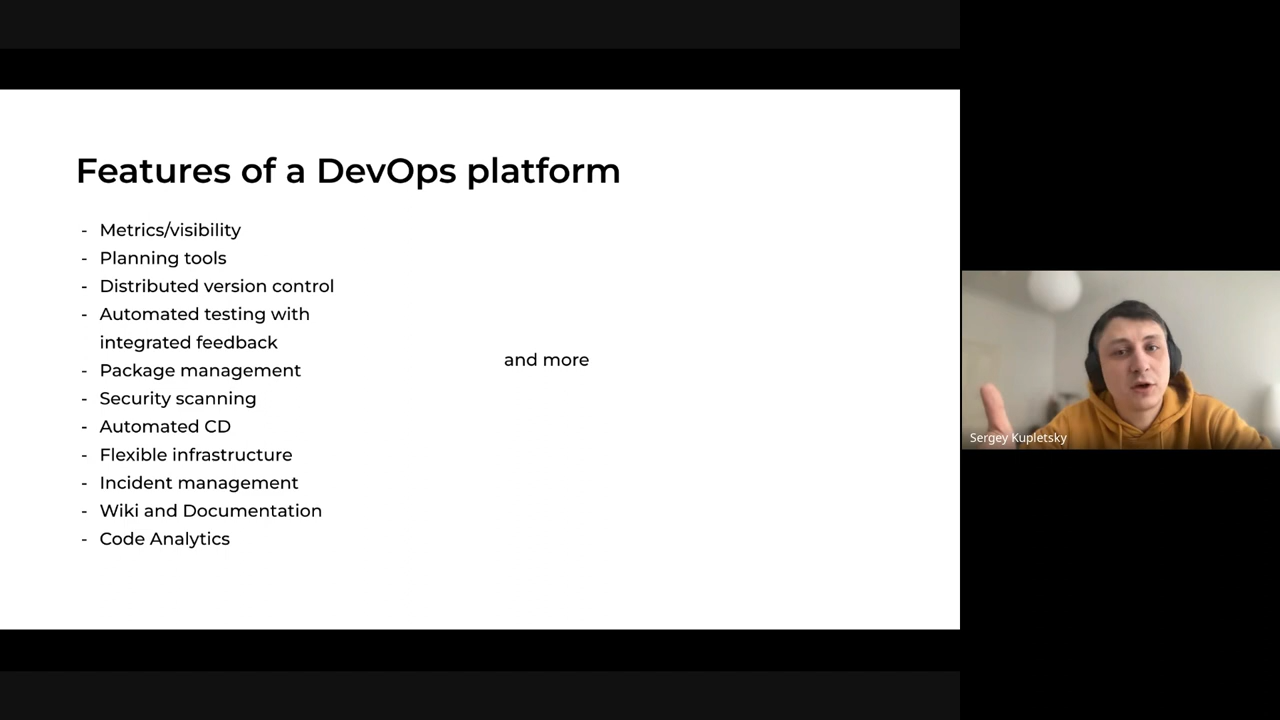 Features of a DevOps platform
- Metrics/visibility
- Planning tools
- Distributed version control
- Automated testing with
integrated feedback
- Package management
- Security scanning
- Automated CD
- Flexible infrastructure
- Incident management
- Wiki and Documentation
- Code Analytics
and more
Sergey Kupletsky